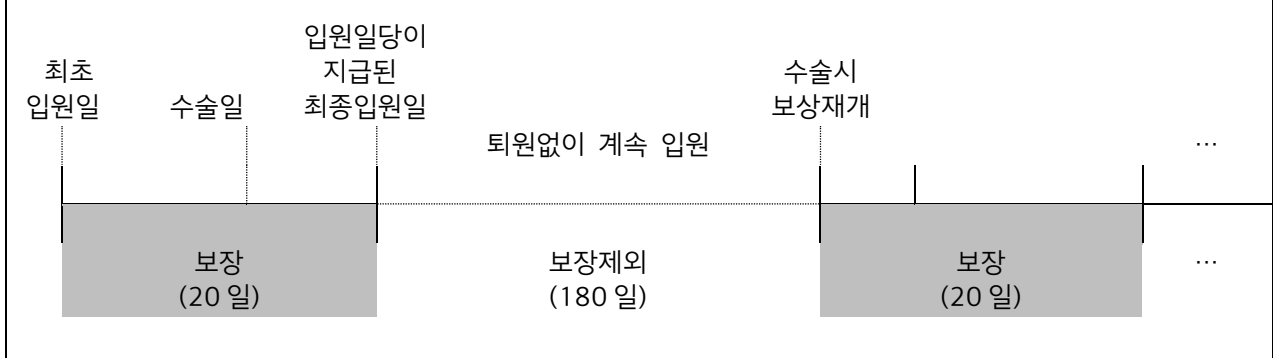 최초
입원일
수술일
입원일당이
지급된
최종입원일
수술시
보상재개
퇴원없이 계속 입원
…
보장
(20 일)
보장제외
(180 일)
보장
(20 일)
…